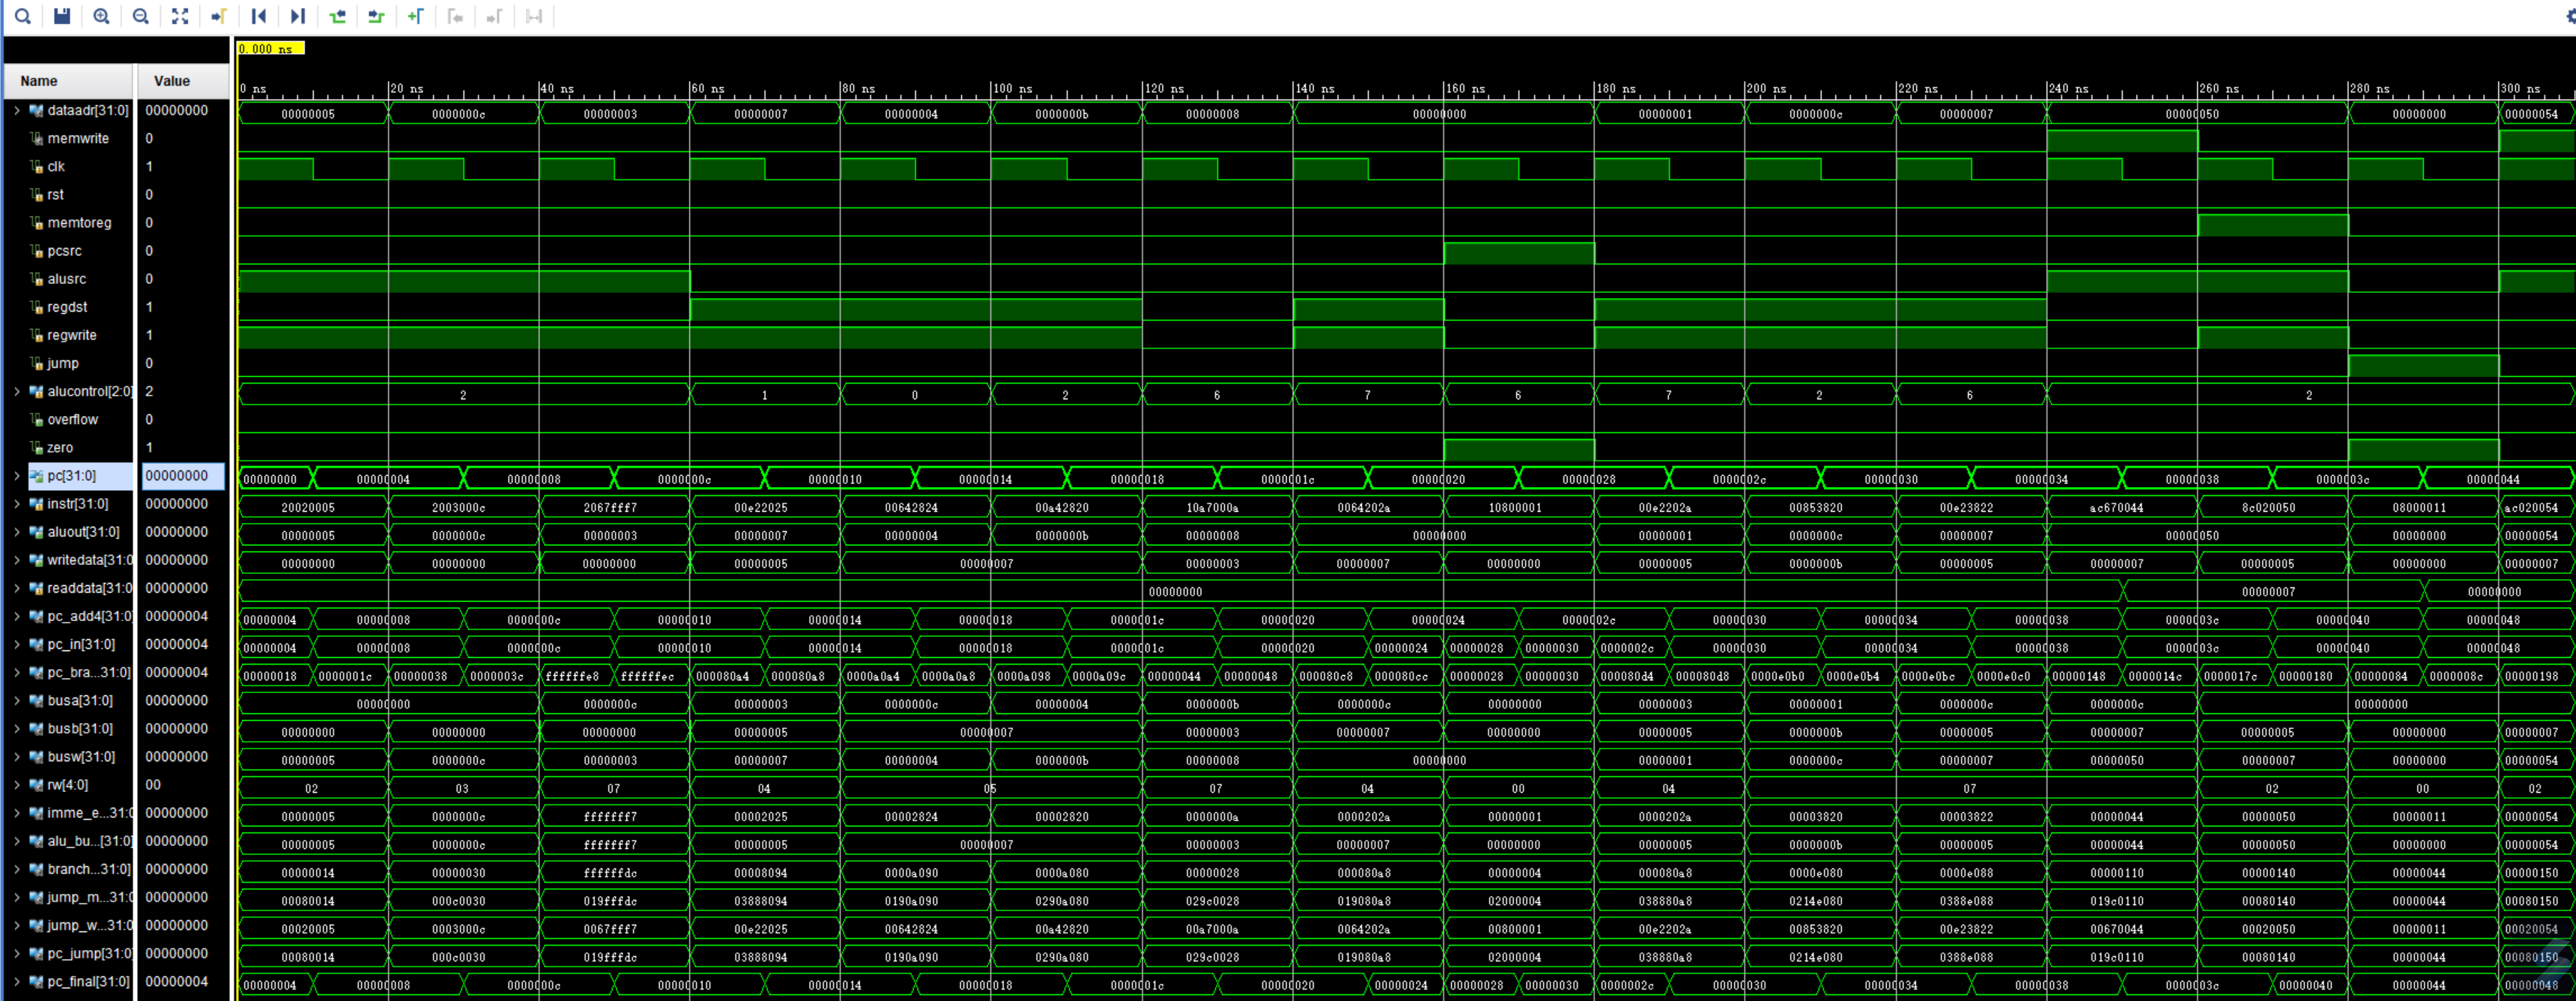 0.000 ns
Name Value
0 ns 20 ns 40 ns 60 ns 80 ns 100 ns 120 ns 140 ns 160 ns 180 ns 200 ns 220 ns 240 ns 260 ns 280 ns 300 ns
dataadr[31:0] 00000000 00000005 0000000c 00000003 00000007 00000004 0000000b 00000008 00000000 00000001 0000000c 00000007 00000050 00000000 00000054
memwrite 0
clk 1
rst 0
memtoreg 0
pcsrc 0
alusrc 0
regdst 1
regwrite 1
jump 0
alucontrol[2:0] 2 2 1 0 2 6 7 6 7 2 6 2
overflow 0
zero 1
pc[31:0] 00000000 00000000 00000004 00000008 0000000c 00000010 00000014 00000018 0000001c 00000020 00000028 0000002c 00000030 00000034 00000038 0000003c 00000044
instr[31:0] 00000000 20020005 2003000c 2067fff7 00e22025 00642824 00a42820 10a7000a 0064202a 10800001 00e2202a 00853820 00e23822 ac670044 8c020050 08000011 ac020054
aluout[31:0] 00000000 00000005 0000000c 00000003 00000007 00000004 0000000b 00000008 00000000 00000001 0000000c 00000007 00000050 00000000 00000054
writedata[31:0 00000000 00000000 00000000 00000000 00000005 00000007 00000003 00000007 00000000 00000005 0000000b 00000005 00000007 00000005 00000000 00000007
readdata[31:0 00000000 00000000 00000007 00000000
pc_add4[31:0] 00000004 00000004 00000008 0000000c 00000010 00000014 00000018 0000001c 00000020 00000024 0000002c 00000030 00000034 00000038 0000003c 00000040 00000048
pc_in[31:0] 00000004 00000004 00000008 0000000c 00000010 00000014 00000018 0000001c 00000020 00000024 00000028 00000030 0000002c 00000030 00000034 00000038 0000003c 00000040 00000048
pc_bra...31:0] 00000004 00000018 0000001c 00000038 0000003c ffffffe8 ffffffec 000080a4 000080a8 0000a0a4 0000a0a8 0000a098 0000a09c 00000044 00000048 000080c8 000080cc 00000028 00000030 000080d4 000080d8 0000e0b0 0000e0b4 0000e0bc 0000e0c0 00000148 0000014c 0000017c 00000180 00000084 0000008c 00000198
busa[31:0] 00000000 00000000 0000000c 00000003 0000000c 00000004 0000000b 0000000c 00000000 00000003 00000001 0000000c 0000000c 00000000
busb[31:0] 00000000 00000000 00000000 00000000 00000005 00000007 00000003 00000007 00000000 00000005 0000000b 00000005 00000007 00000005 00000000 00000007
busw[31:0] 00000000 00000005 0000000c 00000003 00000007 00000004 0000000b 00000008 00000000 00000001 0000000c 00000007 00000050 00000007 00000000 00000054
rw[4:0] 00 02 03 07 04 05 07 04 00 04 07 02 00 02
imme_e...31:0 00000000 00000005 0000000c fffffff7 00002025 00002824 00002820 0000000a 0000202a 00000001 0000202a 00003820 00003822 00000044 00000050 00000011 00000054
alu_bu...[31:0] 00000000 00000005 0000000c fffffff7 00000005 00000007 00000003 00000007 00000000 00000005 0000000b 00000005 00000044 00000050 00000000 00000054
branch...31:0] 00000000 00000014 00000030 ffffffdc 00008094 0000a090 0000a080 00000028 000080a8 00000004 000080a8 0000e080 0000e088 00000110 00000140 00000044 00000150
jump_m...31:0 00000000 00080014 000c0030 019fffdc 03888094 0190a090 0290a080 029c0028 019080a8 02000004 038880a8 0214e080 0388e088 019c0110 00080140 00000044 00080150
jump_w...31:0 00000000 00020005 0003000c 0067fff7 00e22025 00642824 00a42820 00a7000a 0064202a 00800001 00e2202a 00853820 00e23822 00670044 00020050 00000011 00020054
pc_jump[31:0] 00000000 00080014 000c0030 019fffdc 03888094 0190a090 0290a080 029c0028 019080a8 02000004 038880a8 0214e080 0388e088 019c0110 00080140 00000044 00080150
pc_final[31:0] 00000004 00000004 00000008 0000000c 00000010 00000014 00000018 0000001c 00000020 00000024 00000028 00000030 0000002c 00000030 00000034 00000038 0000003c 00000040 00000044 00000048